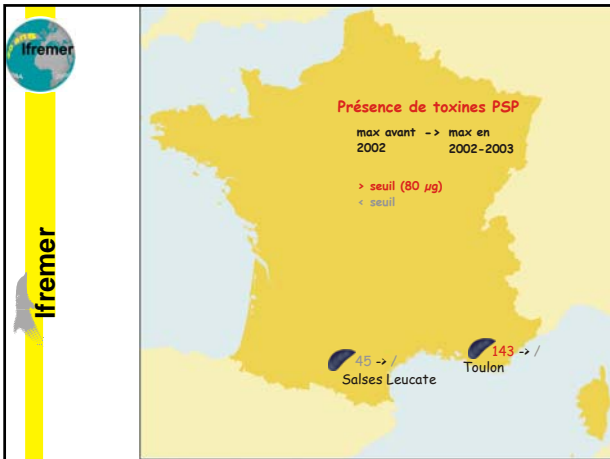 Ifremer
Ifremer
Présence de toxines PSP
max avant -> max en
2002 2002-2003
> seuil (80 µg)
< seuil
45 -> /
Salses Leucate
143 -> /
Toulon